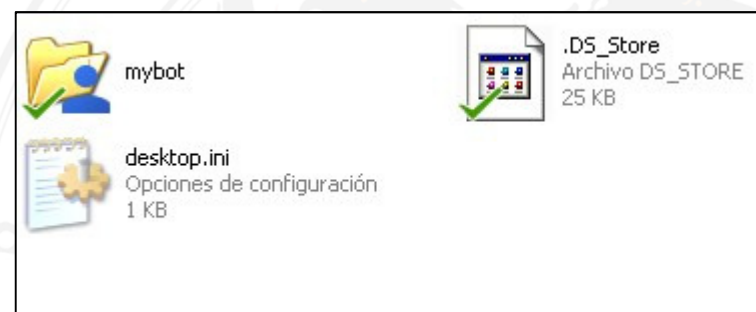 mybot
.DS_Store
Archivo DS_STORE
25 KB
desktop.ini
Opciones de configuración
1 KB